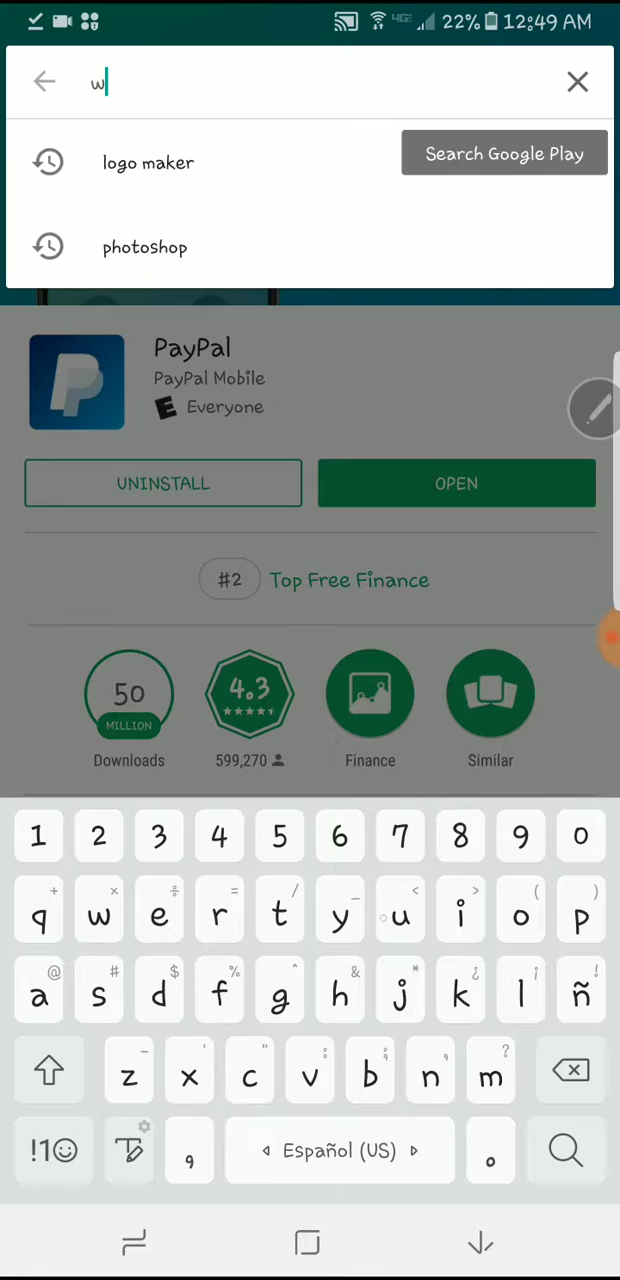 4GE 22% 12:49 AM
w
logo maker
Search Google Play
photoshop
PayPal
PayPal Mobile
E Everyone
UNINSTALL
OPEN
#2 Top Free Finance
50
MILLION
4.3
Downloads
599,270
Finance
Similar
1 2 3 4 5 6 7 8 9 0
+ × ÷ = / _ < > ( )
q w e r t y u i o p
@ # $ % ^ & * ¿ ¡ !
a s d f g h j k l ñ
- ' " : ; , ?
z x c v b n m
!1☺ T , Español (US) .